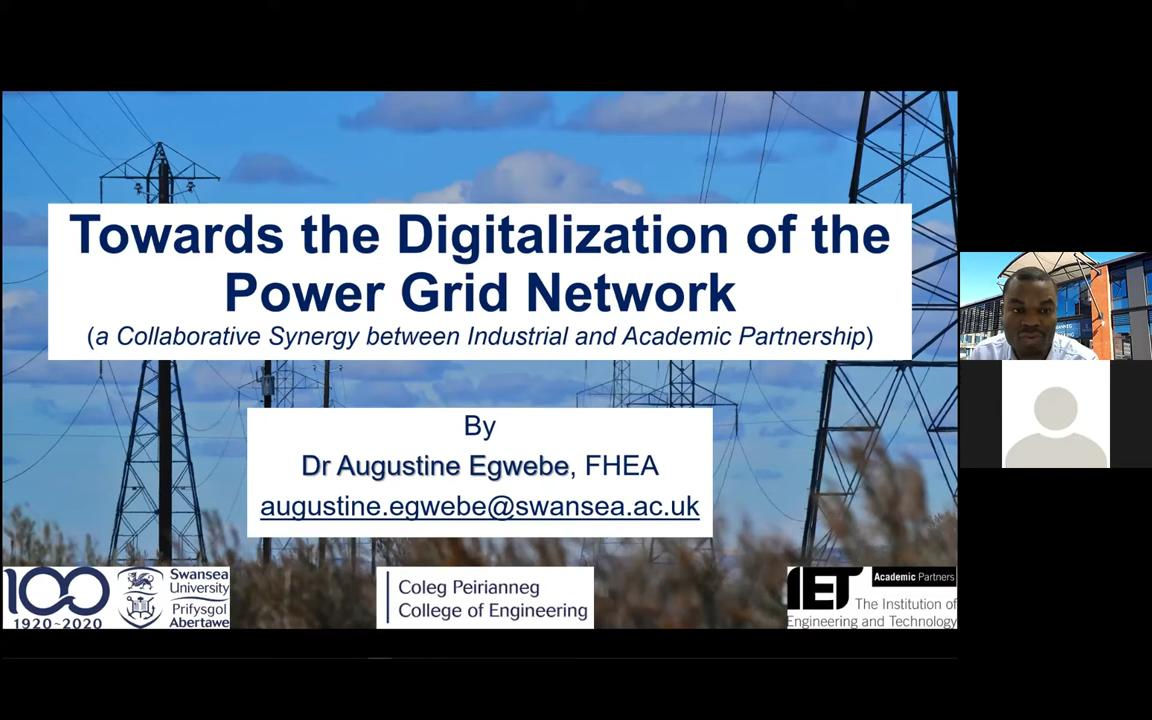 Towards the Digitalization of the
Power Grid Network
(a Collaborative Synergy between Industrial and Academic Partnership)
By
Dr Augustine Egwebe, FHEA
augustine.egwebe@swansea.ac.uk
100
1920~2020
Swansea
University
Prifysgol
Abertawe
Coleg Peirianneg
College of Engineering
IET
Academic Partners
The Institution of
Engineering and Technology